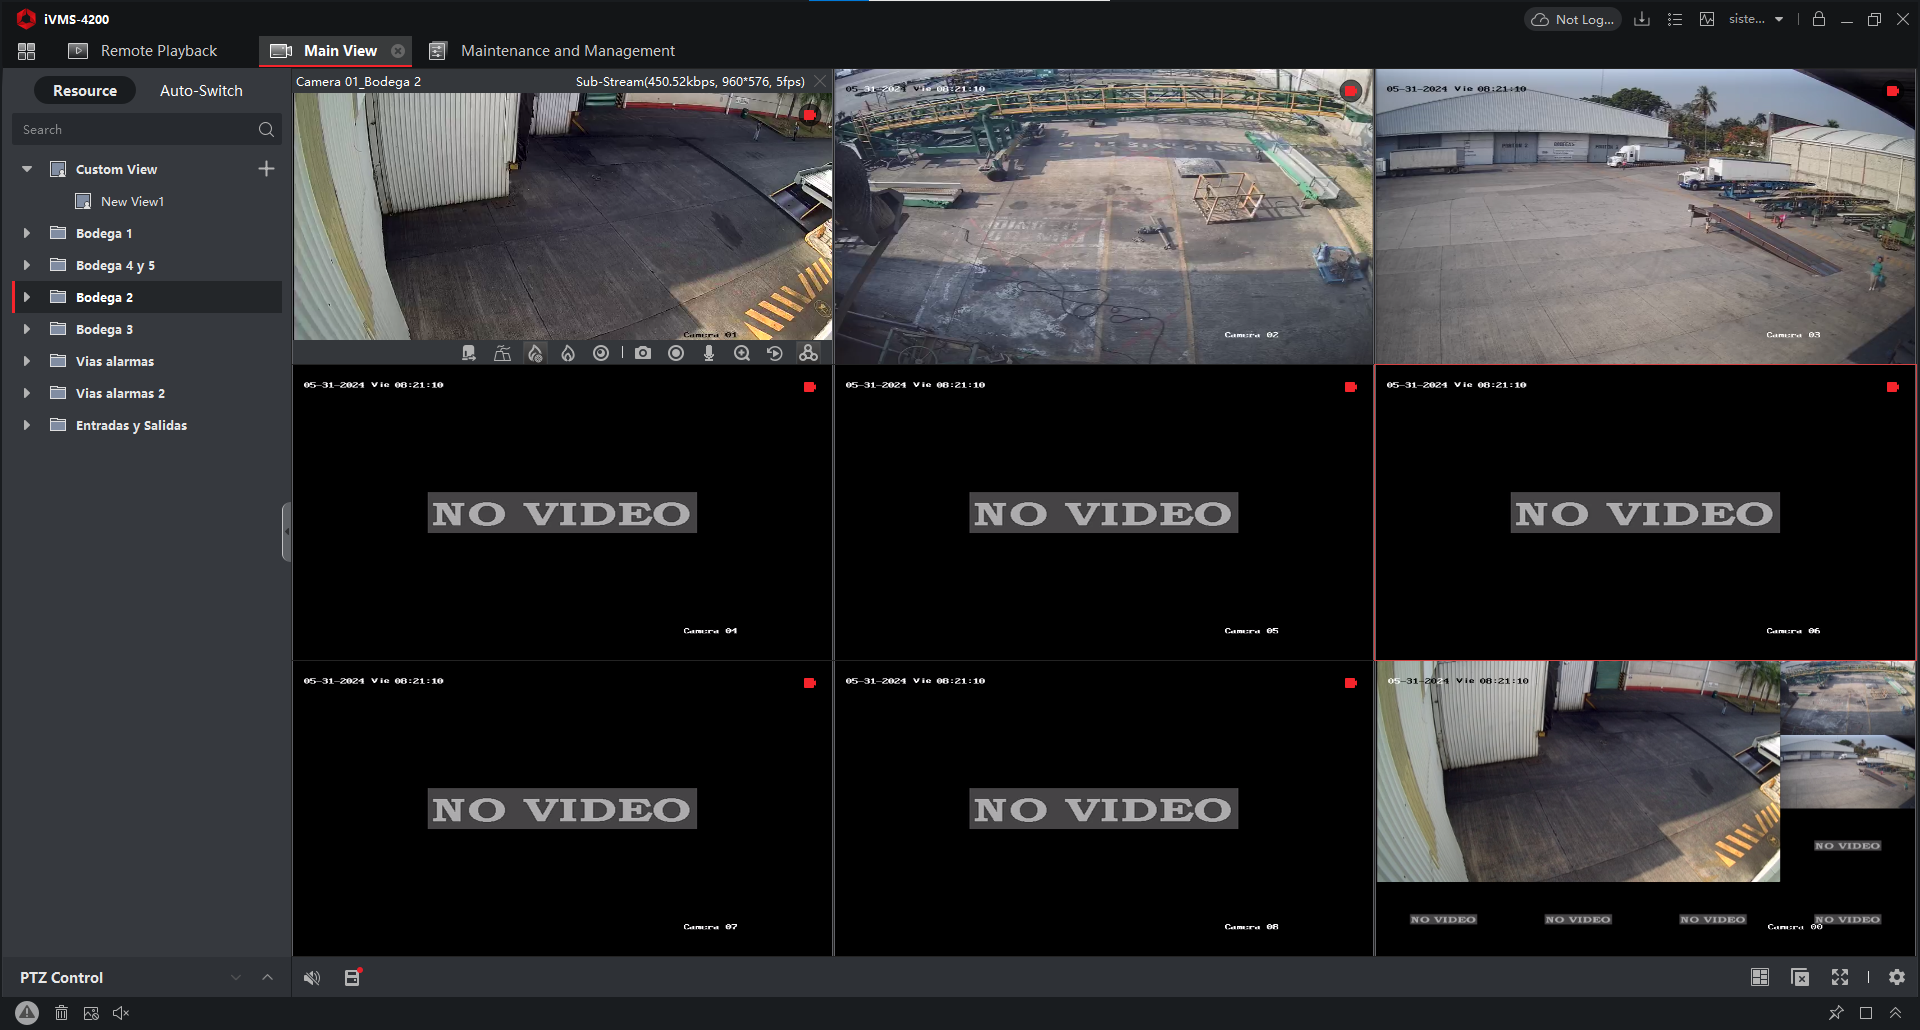 iVMS-4200
Not Log...
siste...
Remote Playback
Main View
Maintenance and Management
Resource
Auto-Switch
Search
Custom View
New View1
Bodega 1
Bodega 4 y 5
Bodega 2
Bodega 3
Vias alarmas
Vias alarmas 2
Entradas y Salidas
PTZ Control
Camera 01_Bodega 2
Sub-Stream(450.52kbps, 960*576, 5fps)
Camera 01
05-31-2024 Vie 08:21:10
Camera 02
05-31-2024 Vie 08:21:10
Camera 03
05-31-2024 Vie 08:21:10
NO VIDEO
Camera 04
05-31-2024 Vie 08:21:10
NO VIDEO
Camera 05
05-31-2024 Vie 08:21:10
NO VIDEO
Camera 06
05-31-2024 Vie 08:21:10
NO VIDEO
Camera 07
05-31-2024 Vie 08:21:10
NO VIDEO
Camera 08
05-31-2024 Vie 08:21:10
NO VIDEO
NO VIDEO
NO VIDEO
NO VIDEO
NO VIDEO
Camera 00